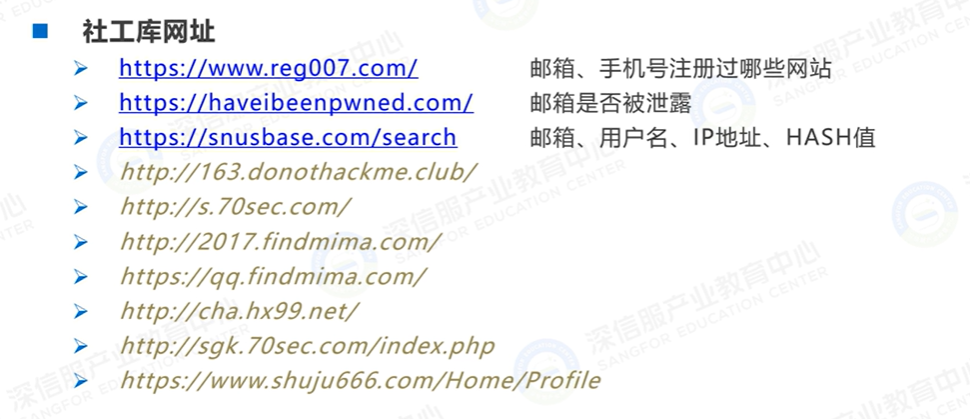 社工库网址
https://www.reg007.com/ 邮箱、手机号注册过哪些网站
https://haveibeenpwned.com/ 邮箱是否被泄露
https://snusbase.com/search 邮箱、用户名、IP地址、HASH值
http://163.donothackme.club/
http://s.70sec.com/
http://2017.findmima.com/
https://qq.findmima.com/
http://cha.hx99.net/
http://sgk.70sec.com/index.php
https://www.shuju666.com/Home/Profile
深信服产业教育中心
SANGFOR EDUCATION CENTER